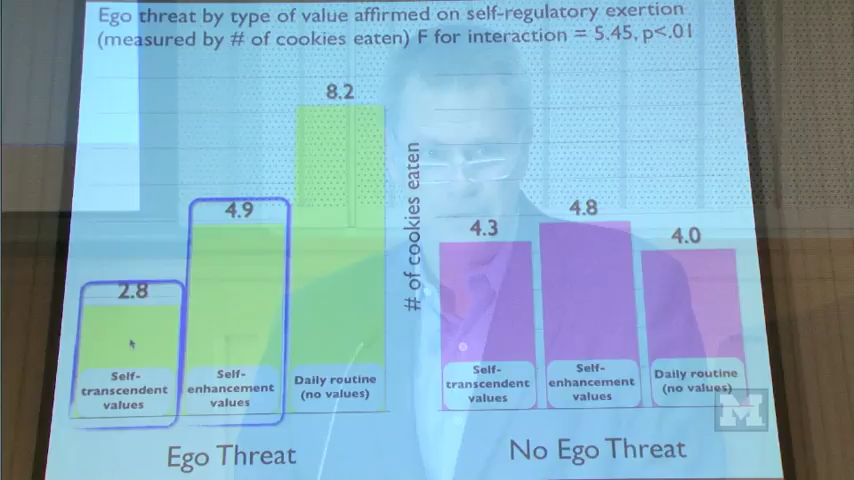 Ego threat by type of value affirmed on self-regulatory exertion
(measured by # of cookies eaten) F for interaction = 5.45, p<.01
8.2
4.9
2.8
Self-
transcendent
values
Self-
enhancement
values
Daily routine
(no values)
Ego Threat
# of cookies eaten
4.3
4.8
4.0
Self-
transcendent
values
Self-
enhancement
values
Daily routine
(no values)
No Ego Threat
M